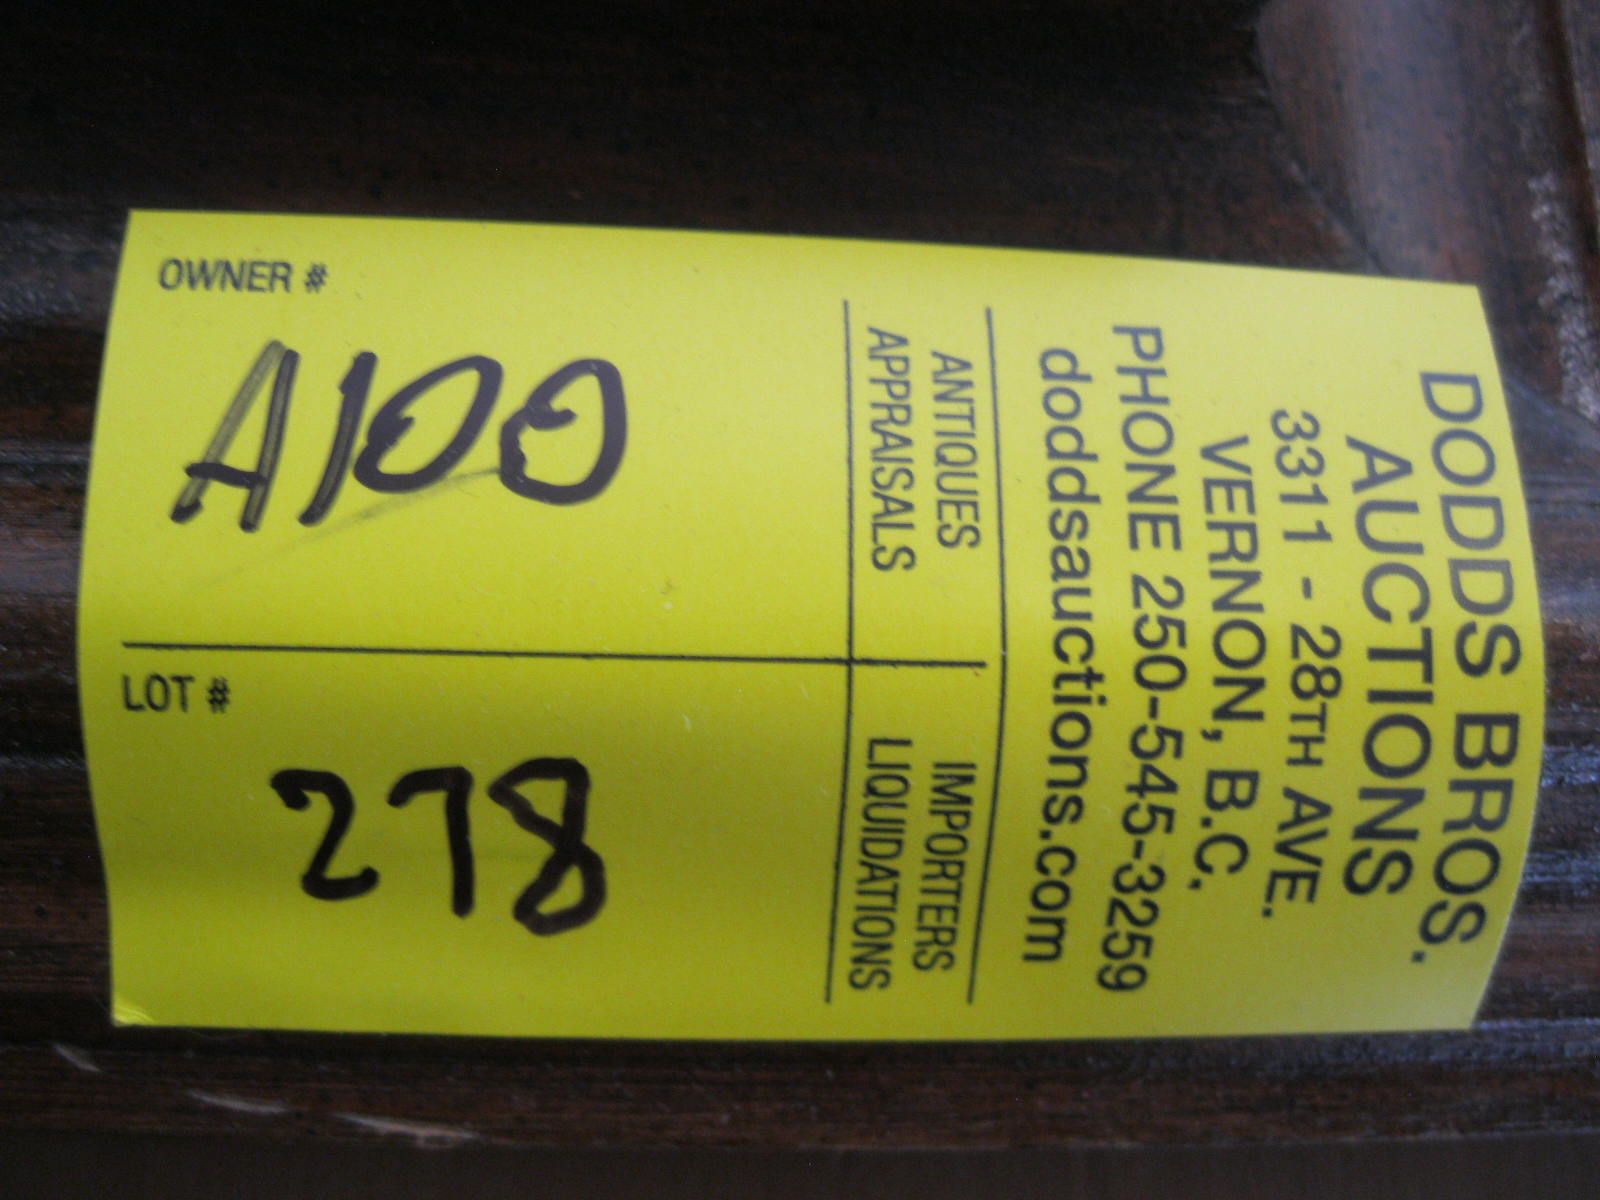 DODDS BROS.
AUCTIONS
3311 - 28TH AVE.
VERNON, B.C.
PHONE 250-545-3259
doddsauctions.com
ANTIQUES
APPRAISALS
IMPORTERS
LIQUIDATIONS
OWNER #
A100
LOT #
278